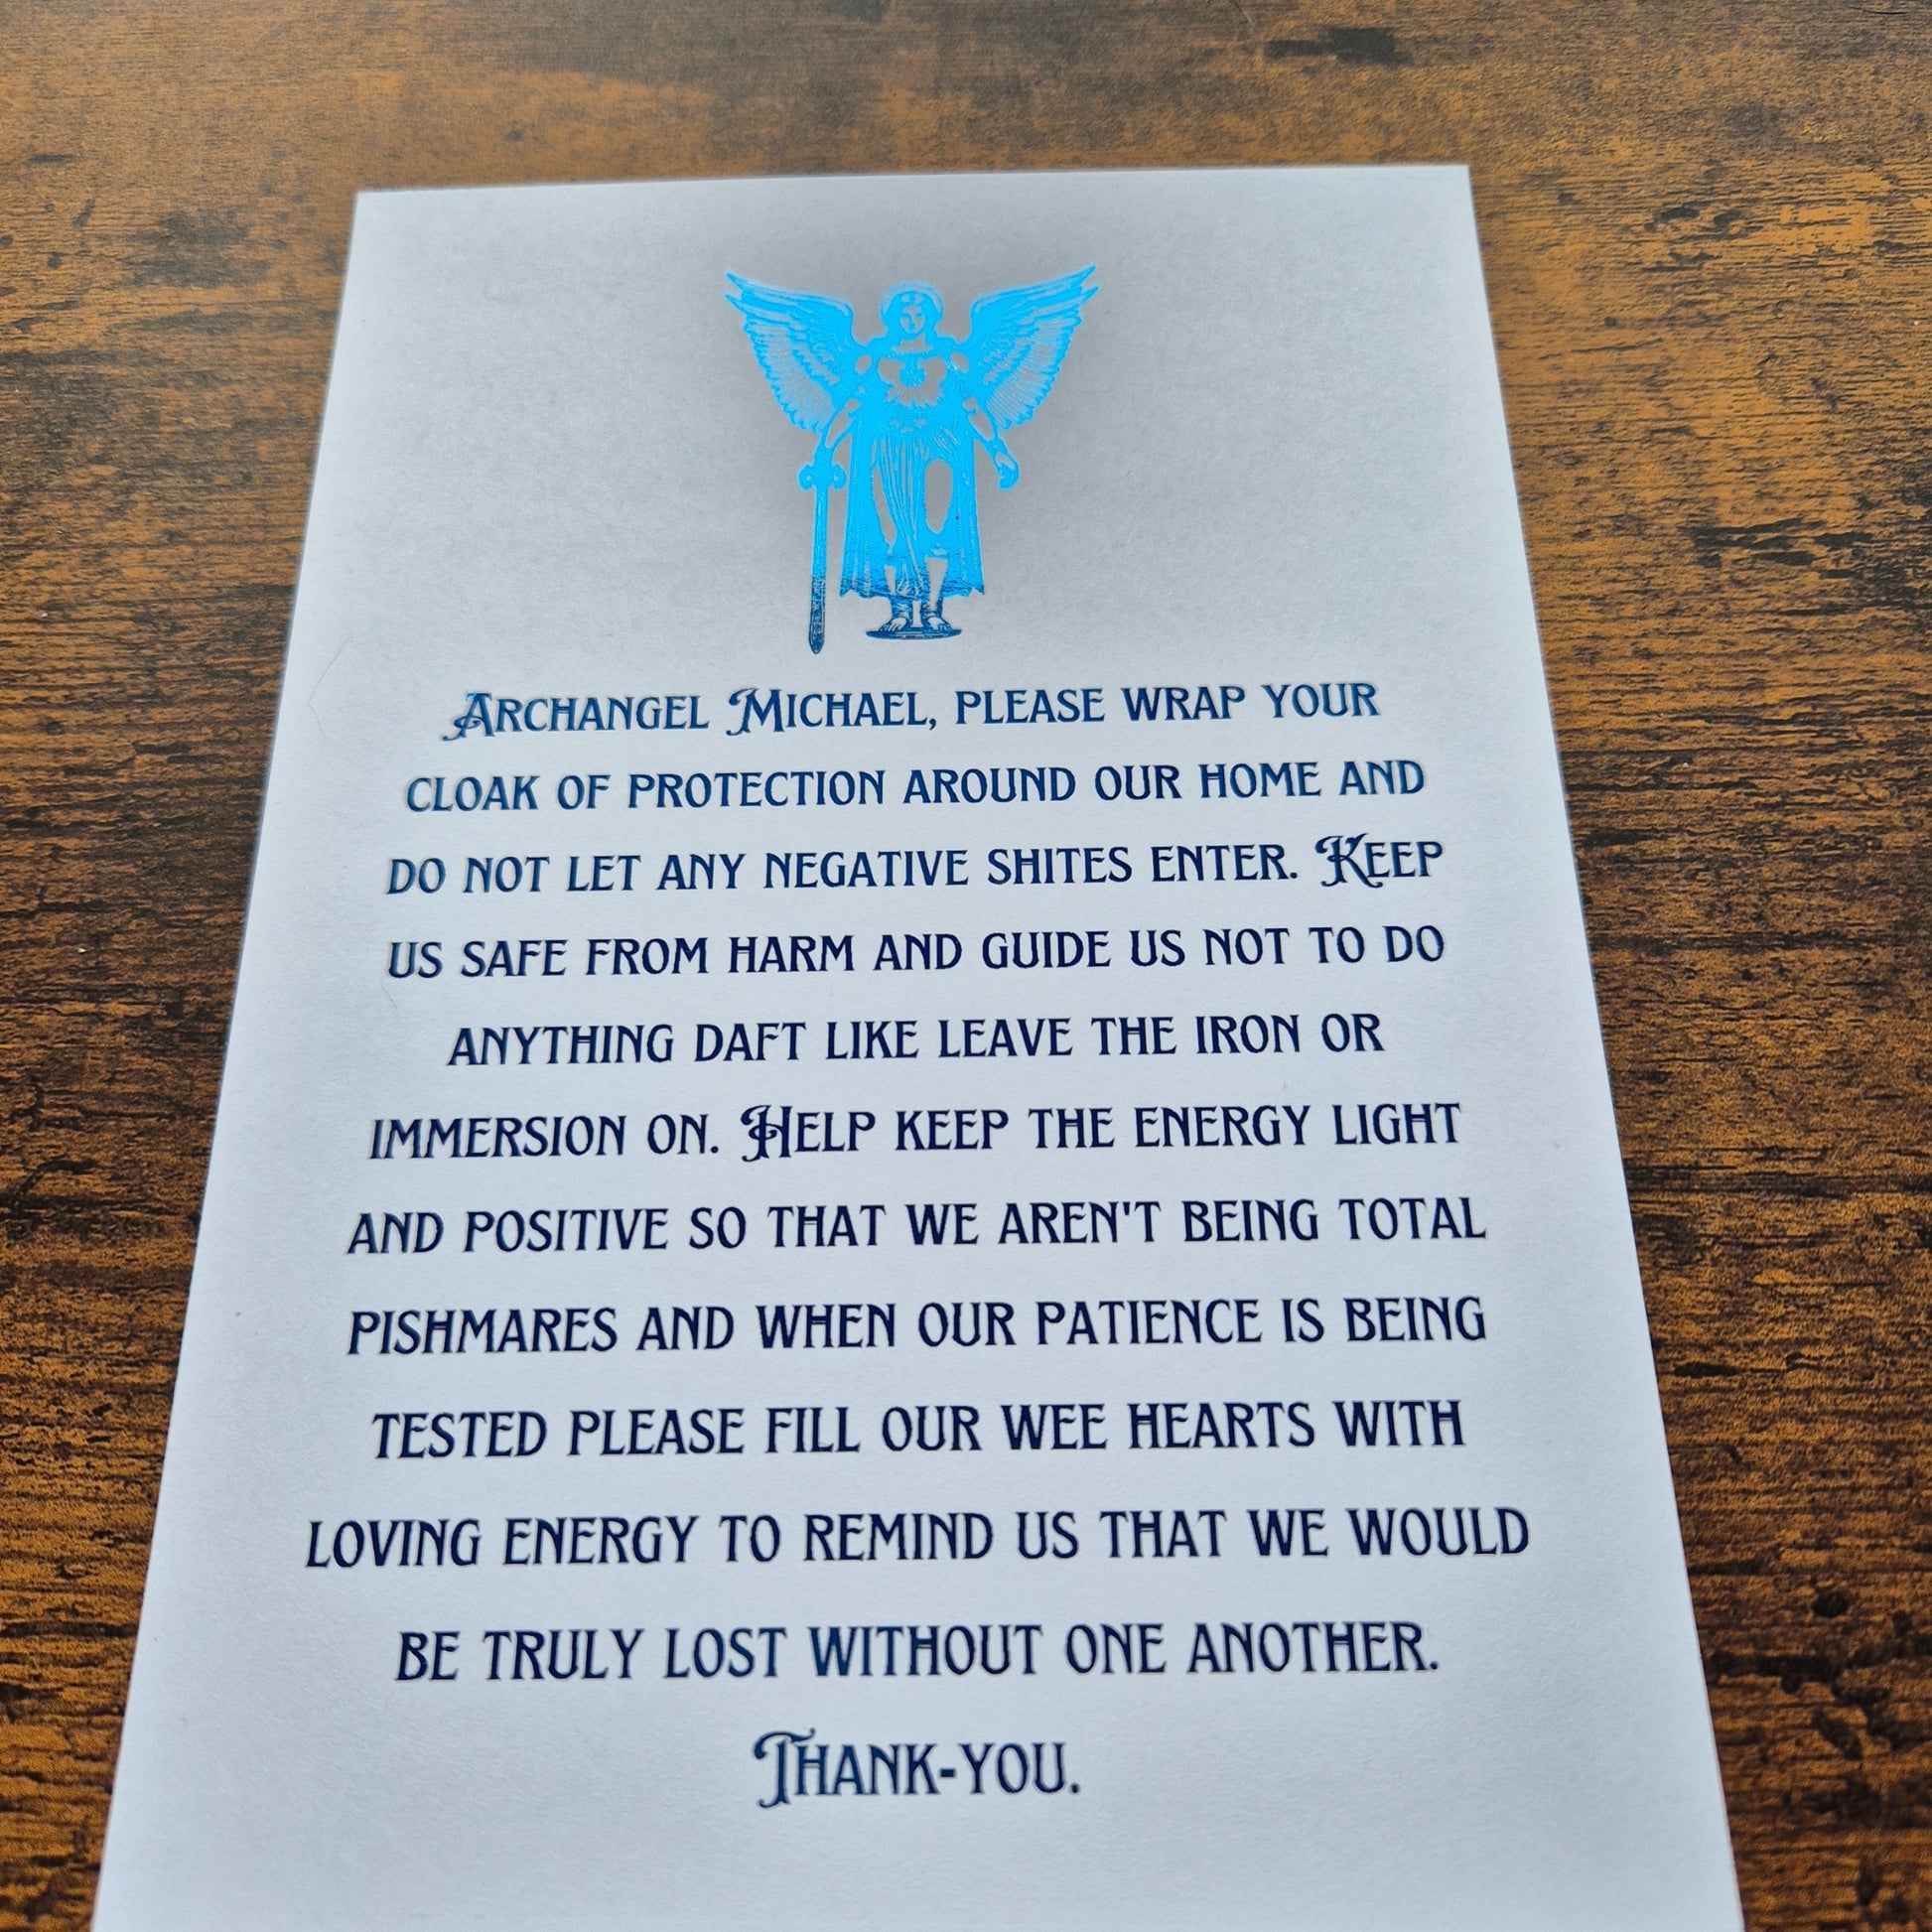 Archangel Michael, please wrap your
cloak of protection around our home and
do not let any negative shites enter. Keep
us safe from harm and guide us not to do
anything daft like leave the iron or
immersion on. Help keep the energy light
and positive so that we aren't being total
pishmares and when our patience is being
tested please fill our wee hearts with
loving energy to remind us that we would
be truly lost without one another.
Thank-you.